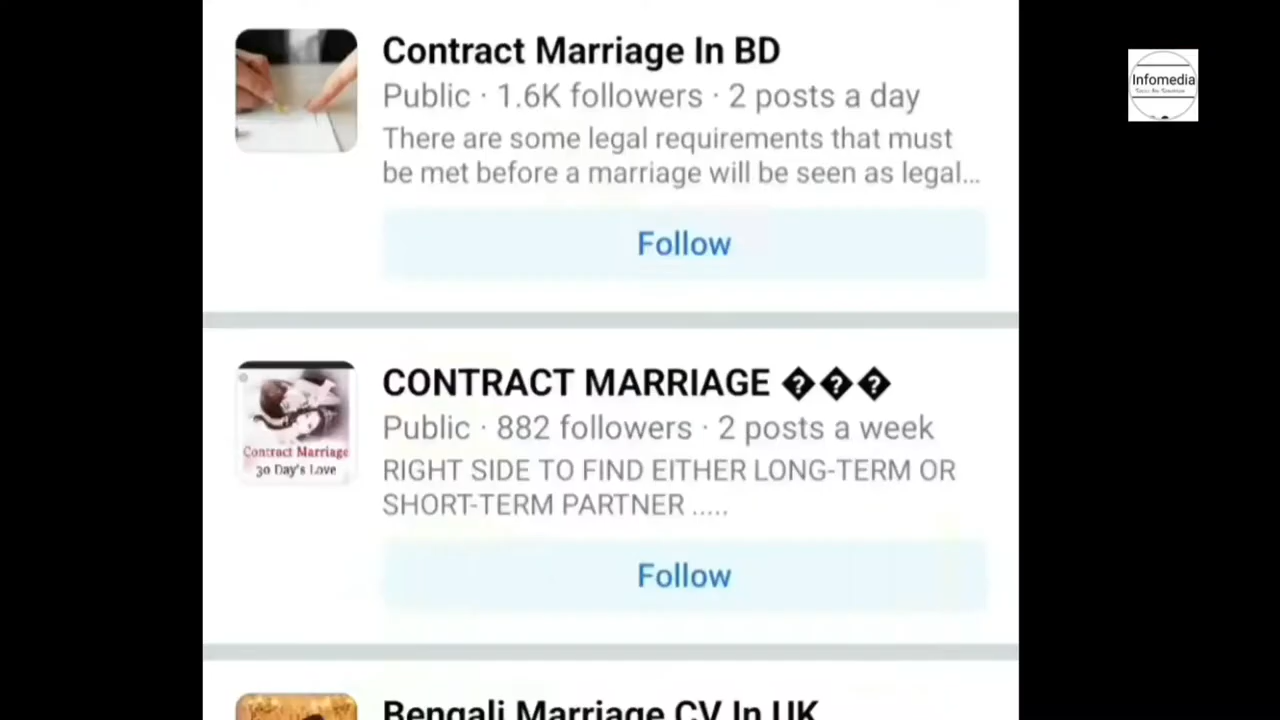 Contract Marriage In BD
Public · 1.6K followers · 2 posts a day
There are some legal requirements that must
be met before a marriage will be seen as legal...
Follow
CONTRACT MARRIAGE ���
Public · 882 followers · 2 posts a week
RIGHT SIDE TO FIND EITHER LONG-TERM OR
SHORT-TERM PARTNER .....
Follow
Contract Marriage
30 Day's Love
Bengali Marriage CV In UK
Infomedia